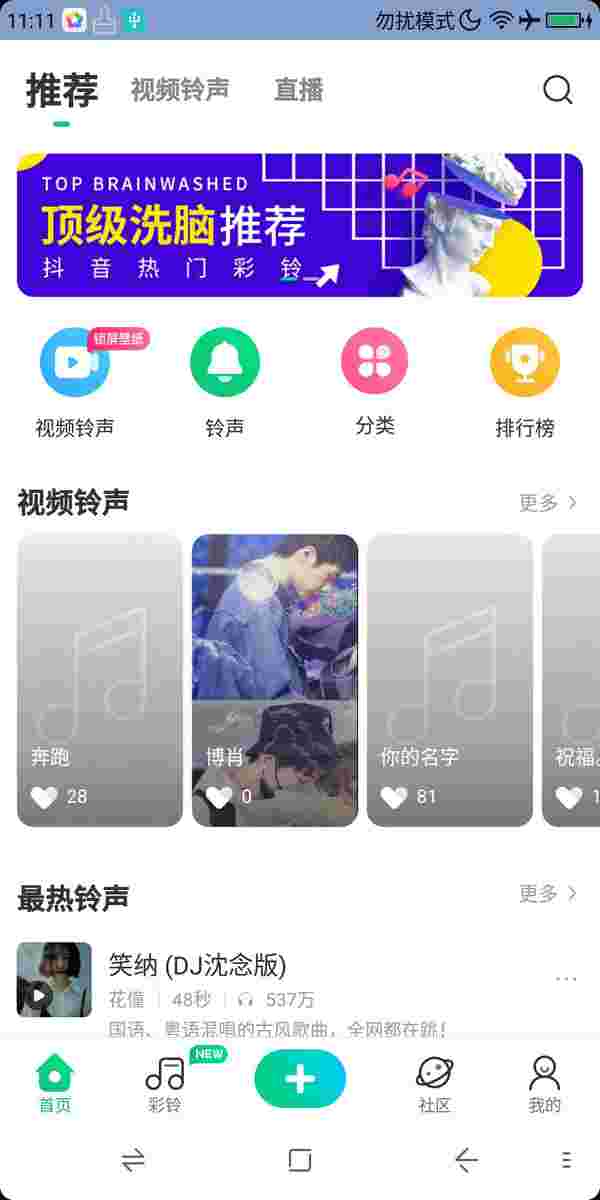 11:11 勿扰模式
推荐 视频铃声 直播
TOP BRAINWASHED
顶级洗脑推荐
抖音热门彩铃
锁屏壁纸
视频铃声 铃声 分类 排行榜
视频铃声 更多
奔跑 博肖 你的名字 祝福
28 0 81 1
最热铃声 更多
笑纳 (DJ沈念版)
花僮 48秒 537万
国语、粤语混唱的古风歌曲，全网都在跳！
NEW
首页 彩铃 社区 我的